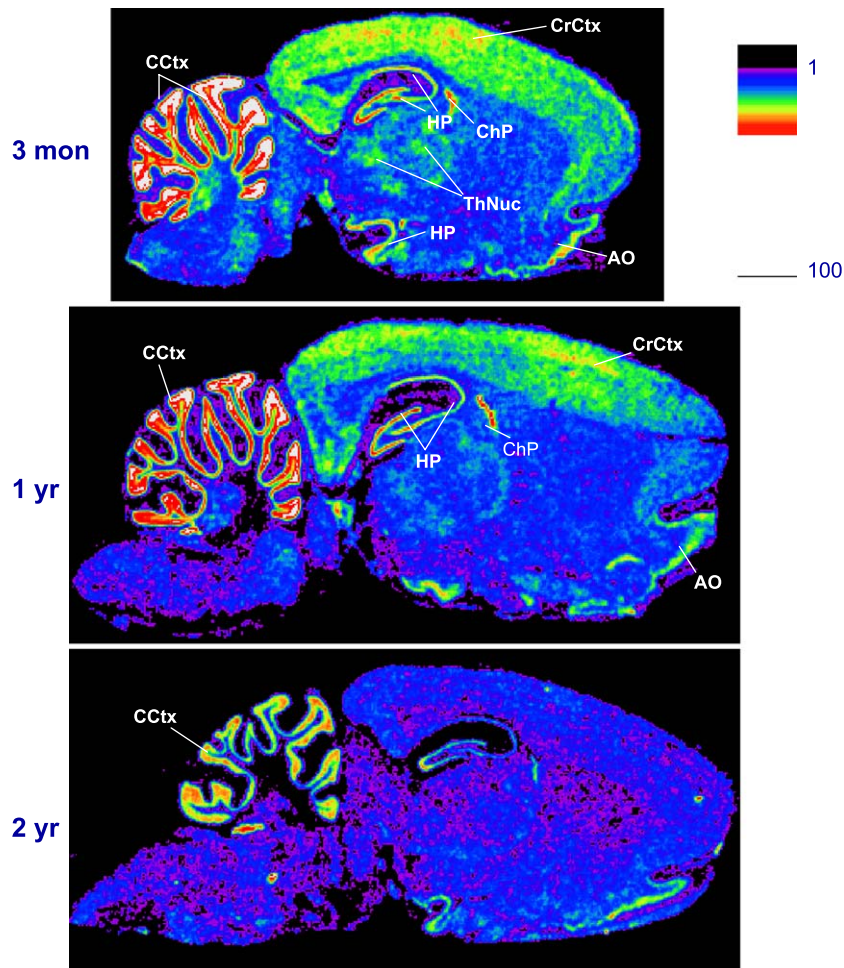 CrCtx
CCtx
1
HP
ChP
3 mon
ThNuc
HP
AO
100
CCtx
CrCtx
HP
ChP
1 yr
AO
CCtx
2 yr